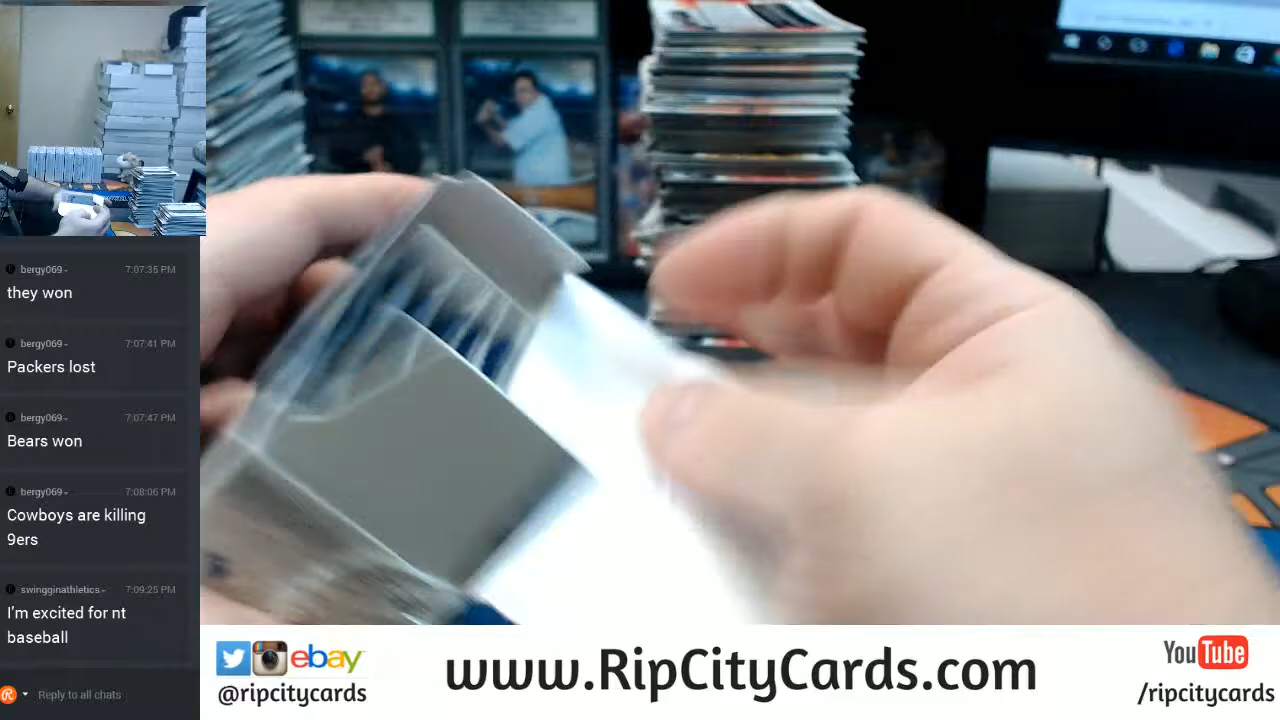 bergy069 7:07:35 PM
they won
bergy069 7:07:41 PM
Packers lost
bergy069 7:07:47 PM
Bears won
bergy069 7:08:06 PM
Cowboys are killing
9ers
swingginathletics 7:09:25 PM
I'm excited for nt
baseball
Reply to all chats
ebay
@ripcitycards
www.RipCityCards.com
YouTube
/ripcitycards